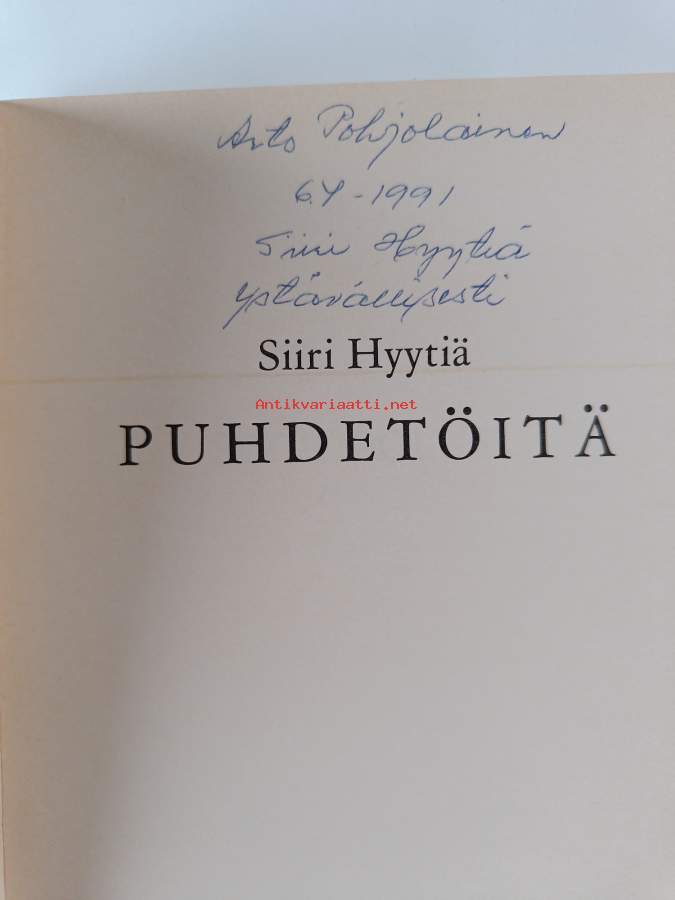 Arto Pohjolainen
6.4-1991
Siiri Hyytiä
ystävällisesti
Siiri Hyytiä
Antikvariaatti.net
PUHDETÖITÄ